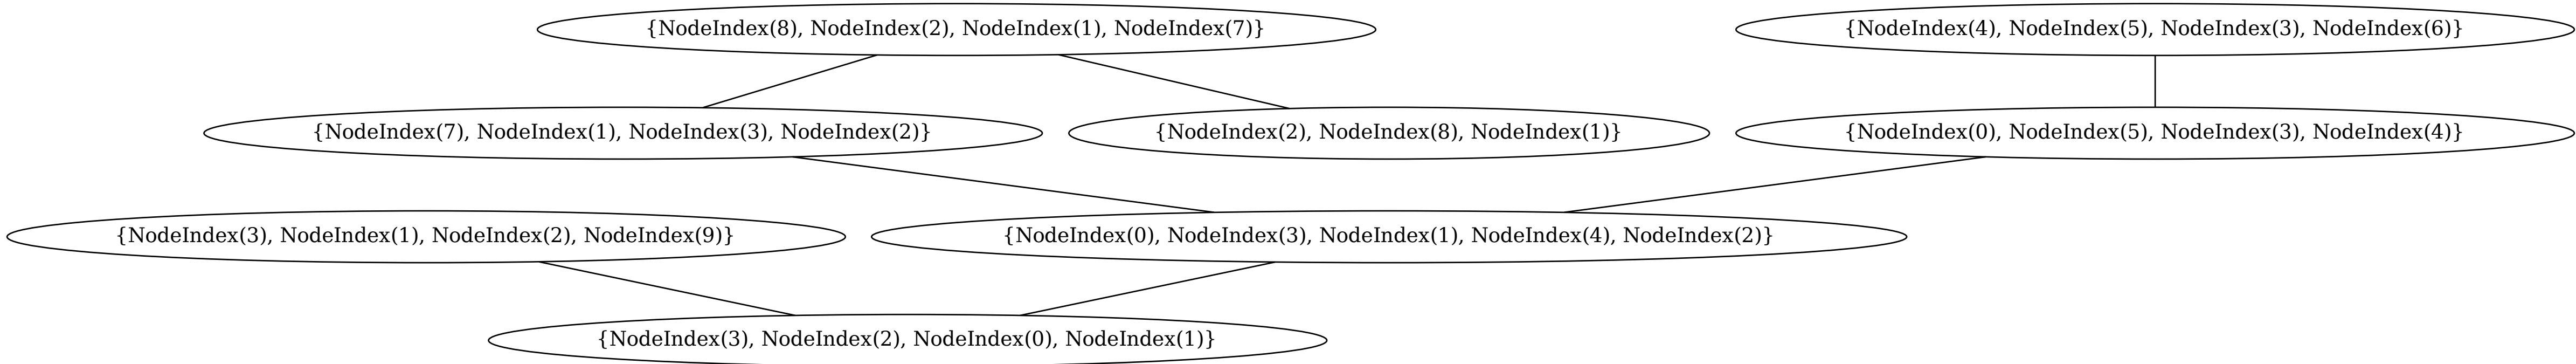 {NodeIndex(8), NodeIndex(2), NodeIndex(1), NodeIndex(7)}
{NodeIndex(4), NodeIndex(5), NodeIndex(3), NodeIndex(6)}
{NodeIndex(7), NodeIndex(1), NodeIndex(3), NodeIndex(2)}
{NodeIndex(2), NodeIndex(8), NodeIndex(1)}
{NodeIndex(0), NodeIndex(5), NodeIndex(3), NodeIndex(4)}
{NodeIndex(3), NodeIndex(1), NodeIndex(2), NodeIndex(9)}
{NodeIndex(0), NodeIndex(3), NodeIndex(1), NodeIndex(4), NodeIndex(2)}
{NodeIndex(3), NodeIndex(2), NodeIndex(0), NodeIndex(1)}